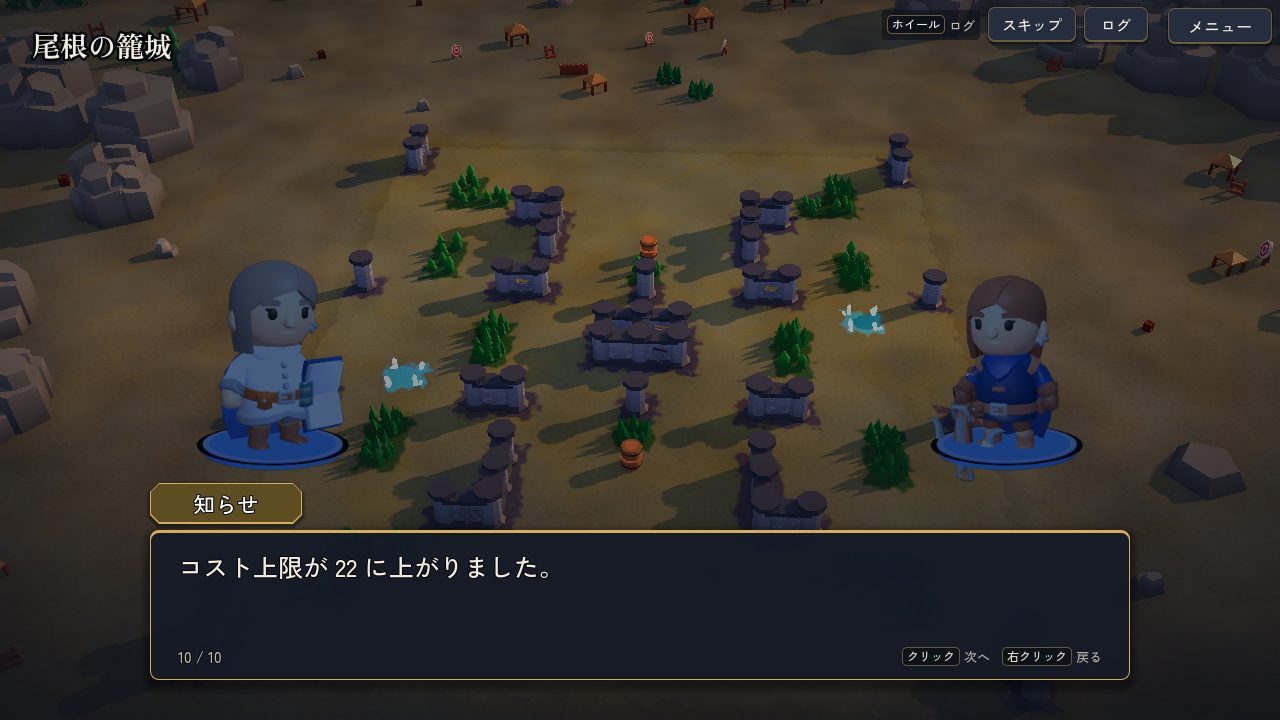 尾根の籠城
ホイール ログ
スキップ
ログ
メニュー
知らせ
コスト上限が 22 に上がりました。
10 / 10
クリック 次へ 右クリック 戻る